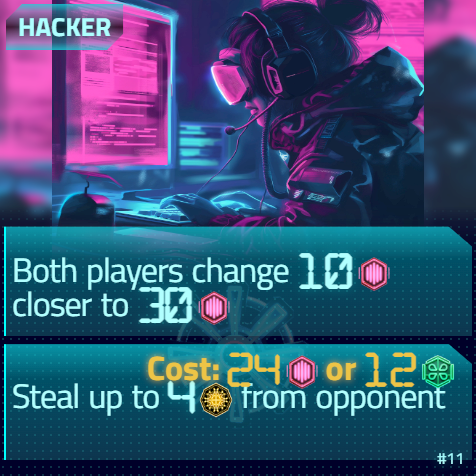 HACKER
Both players change 10
closer to 30
Cost: 24 or 12
Steal up to 4 from opponent
#11